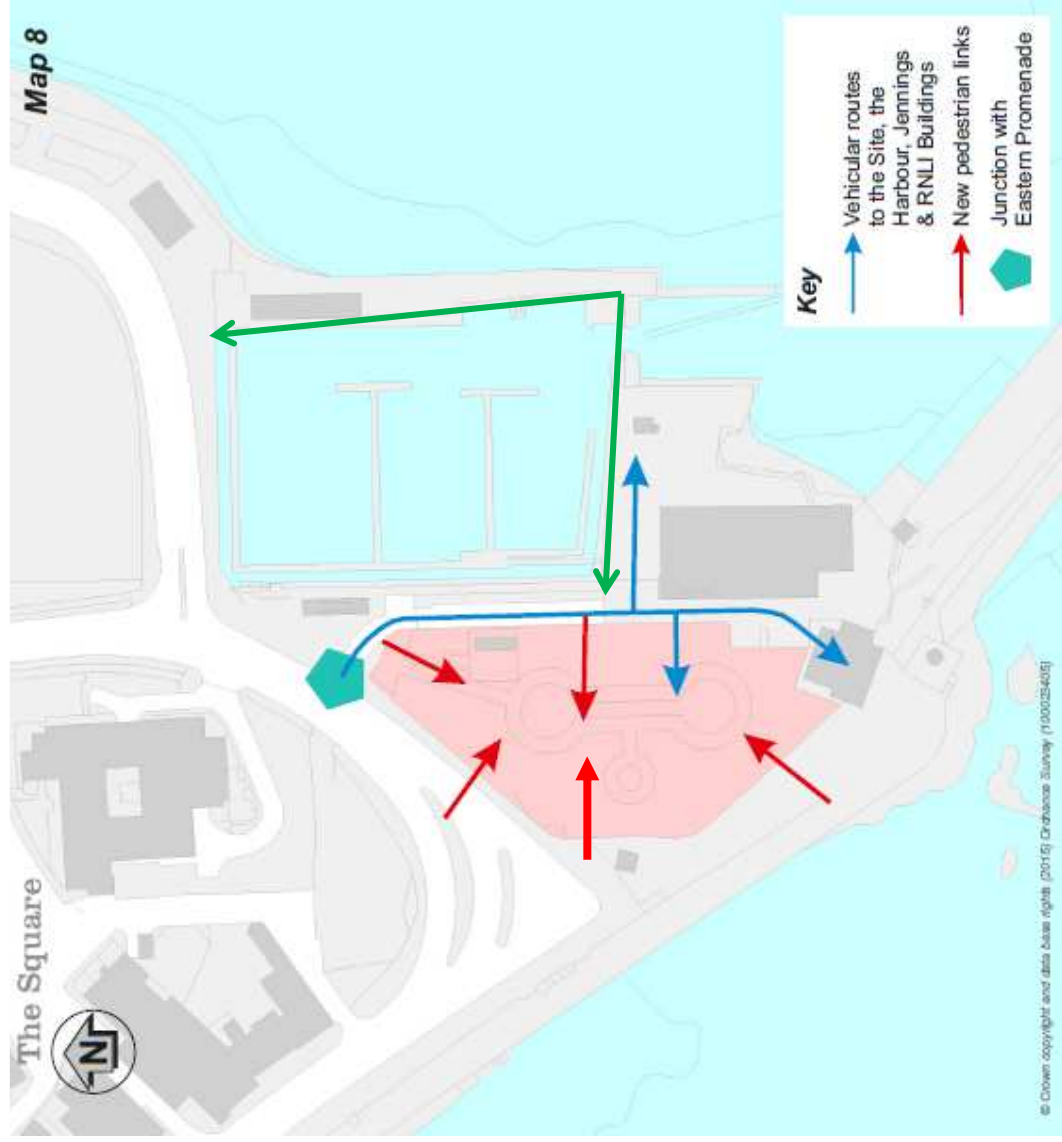 Map 8
The Square
N
Key
Vehicular routes
to the Site, the
Harbour, Jennings
& RNLI Buildings
New pedestrian links
Junction with
Eastern Promenade
© Crown copyright and data base rights (2015) Ordnance Survey (100023405)